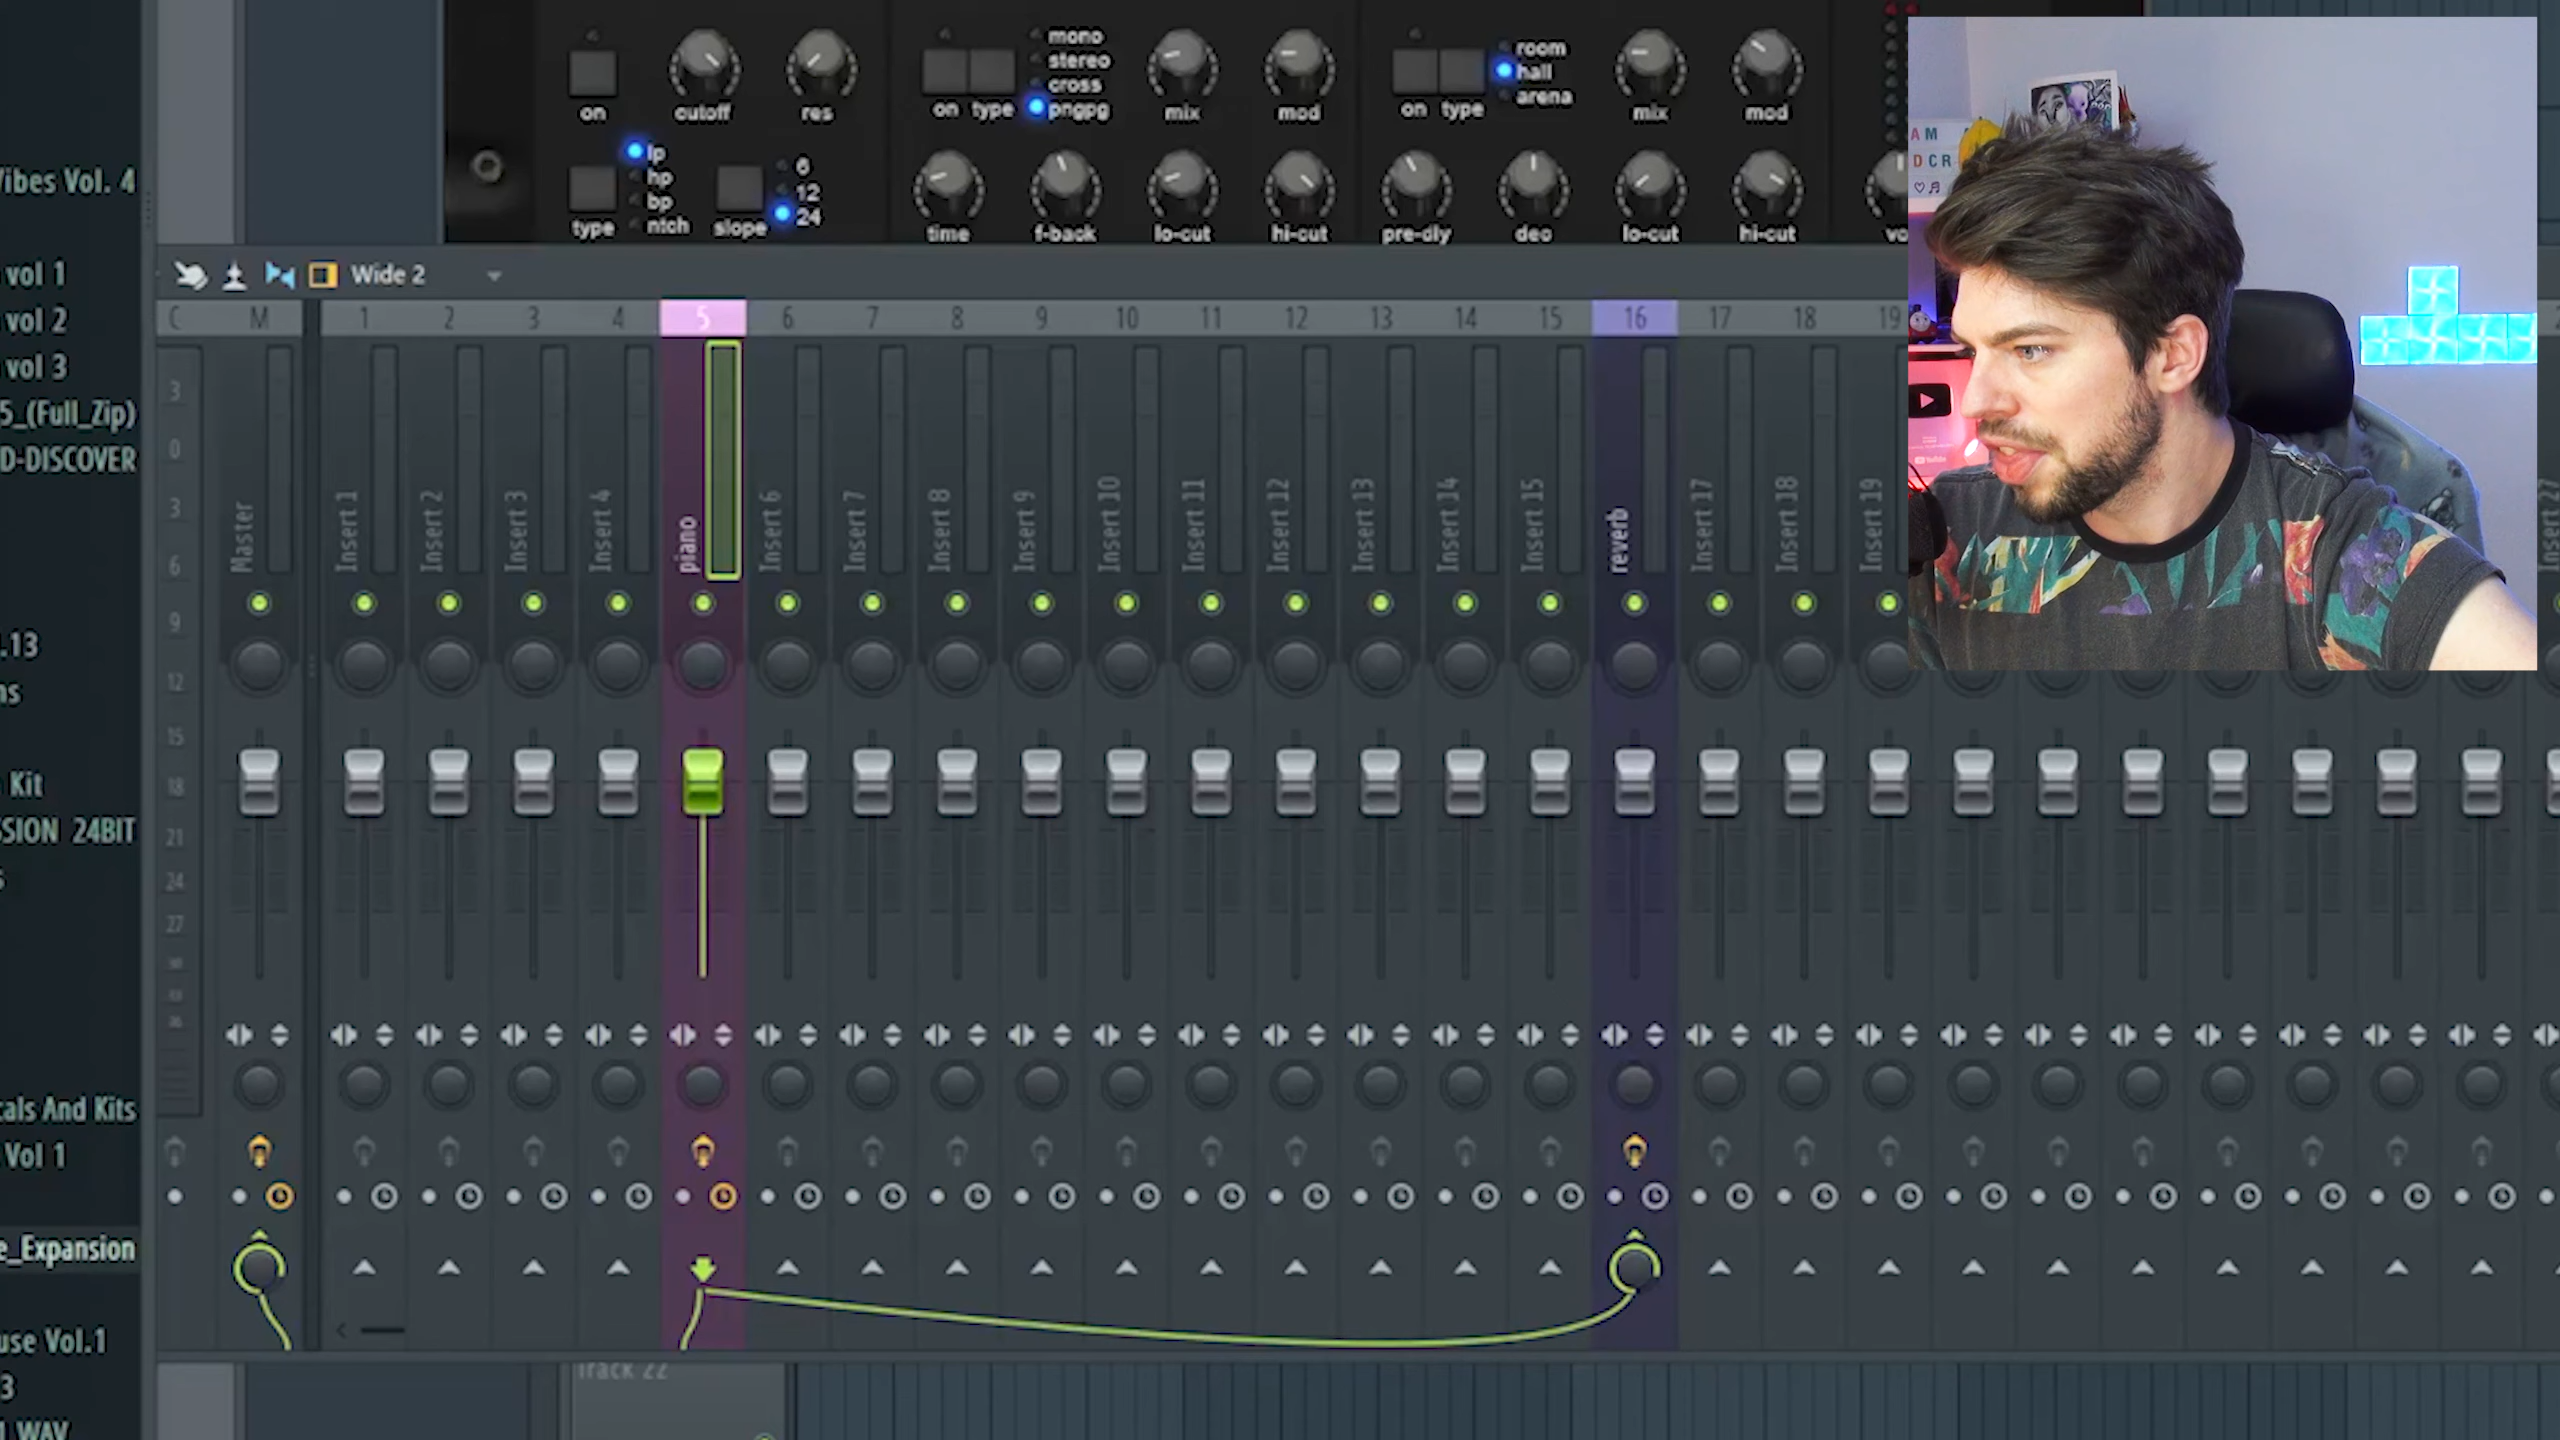 mono
stereo
cross
pngpg
room
hall
arena
on
cutoff
res
on
type
mix
mod
on
type
mix
mod
lp
hp
bp
ntch
6
12
24
type
slope
time
f-back
lo-cut
hi-cut
pre-dly
dec
lo-cut
hi-cut
AM
DCR
Vibes Vol. 4
vol 1
vol 2
vol 3
5_(Full_Zip)
D-DISCOVER
.13
ns
Kit
SSION 24BIT
Vol 1
e_Expansion
use Vol.1
3
1 WAV
cals And Kits
Wide 2
C M 1 2 3 4 5 6 7 8 9 10 11 12 13 14 15 16 17 18 19
3
0
3
6
9
12
15
18
21
24
27
Master
Insert 1
Insert 2
Insert 3
Insert 4
piano
Insert 6
Insert 7
Insert 8
Insert 9
Insert 10
Insert 11
Insert 12
Insert 13
Insert 14
Insert 15
reverb
Insert 17
Insert 18
Insert 19
Insert 27
Track 22